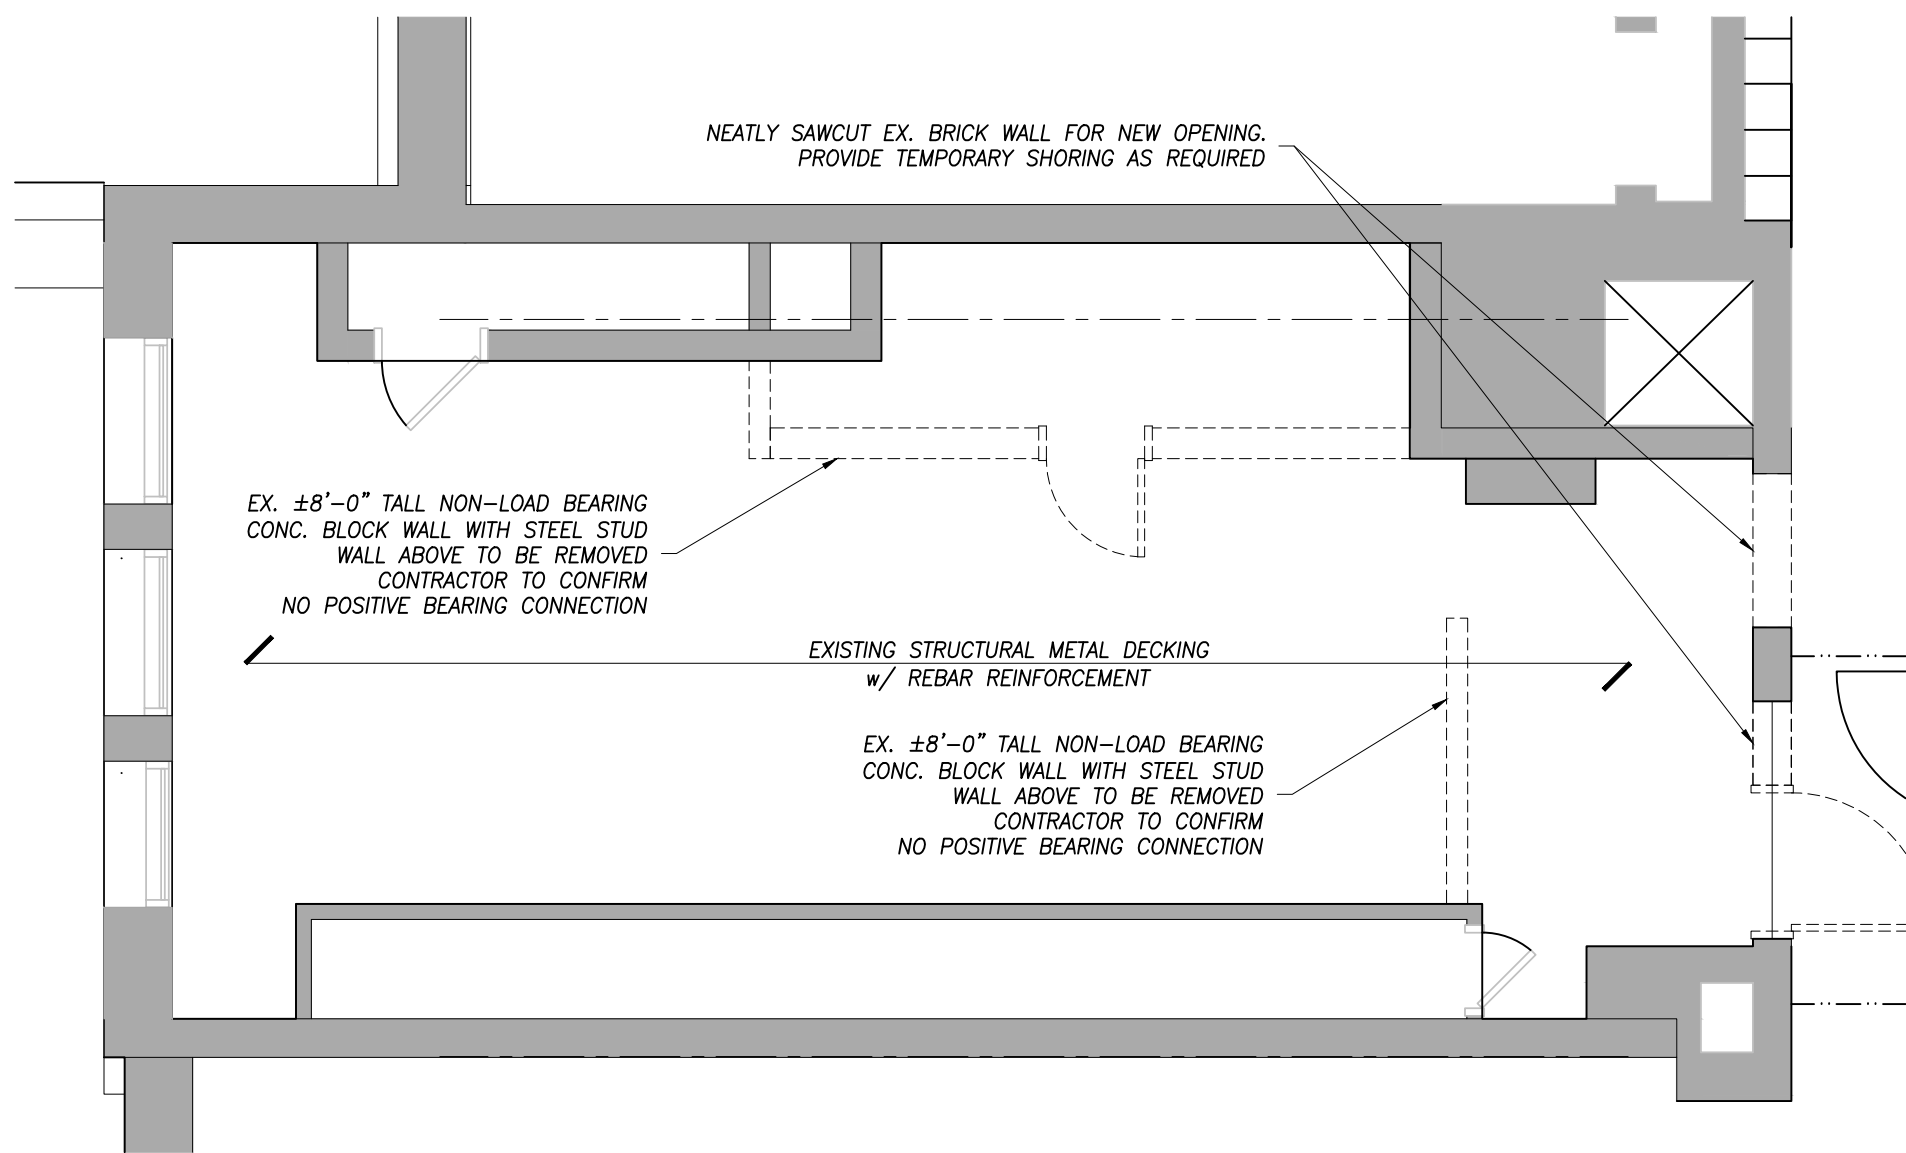 NEATLY SAWCUT EX. BRICK WALL FOR NEW OPENING.
PROVIDE TEMPORARY SHORING AS REQUIRED
EX. ±8'-0" TALL NON-LOAD BEARING
CONC. BLOCK WALL WITH STEEL STUD
WALL ABOVE TO BE REMOVED
CONTRACTOR TO CONFIRM
NO POSITIVE BEARING CONNECTION
EXISTING STRUCTURAL METAL DECKING
w/ REBAR REINFORCEMENT
EX. ±8'-0" TALL NON-LOAD BEARING
CONC. BLOCK WALL WITH STEEL STUD
WALL ABOVE TO BE REMOVED
CONTRACTOR TO CONFIRM
NO POSITIVE BEARING CONNECTION